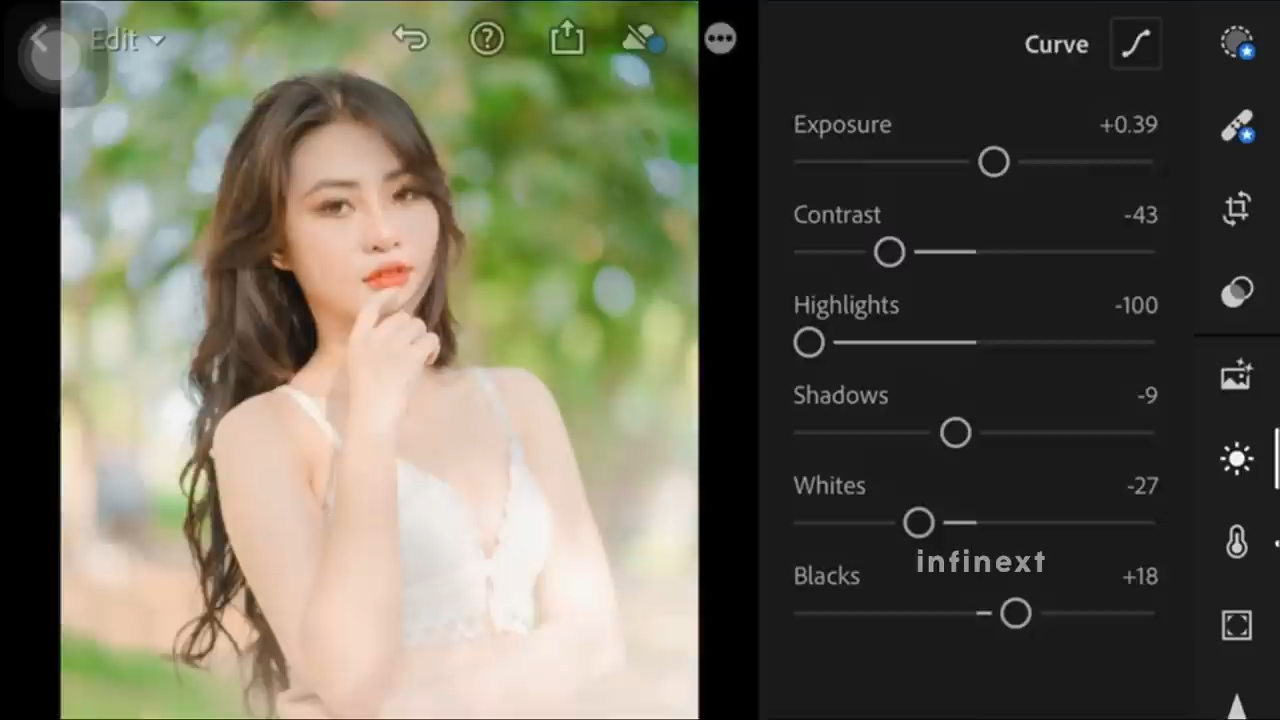 Edit
Curve
Exposure +0.39
Contrast -43
Highlights -100
Shadows -9
Whites -27
infinext
Blacks +18